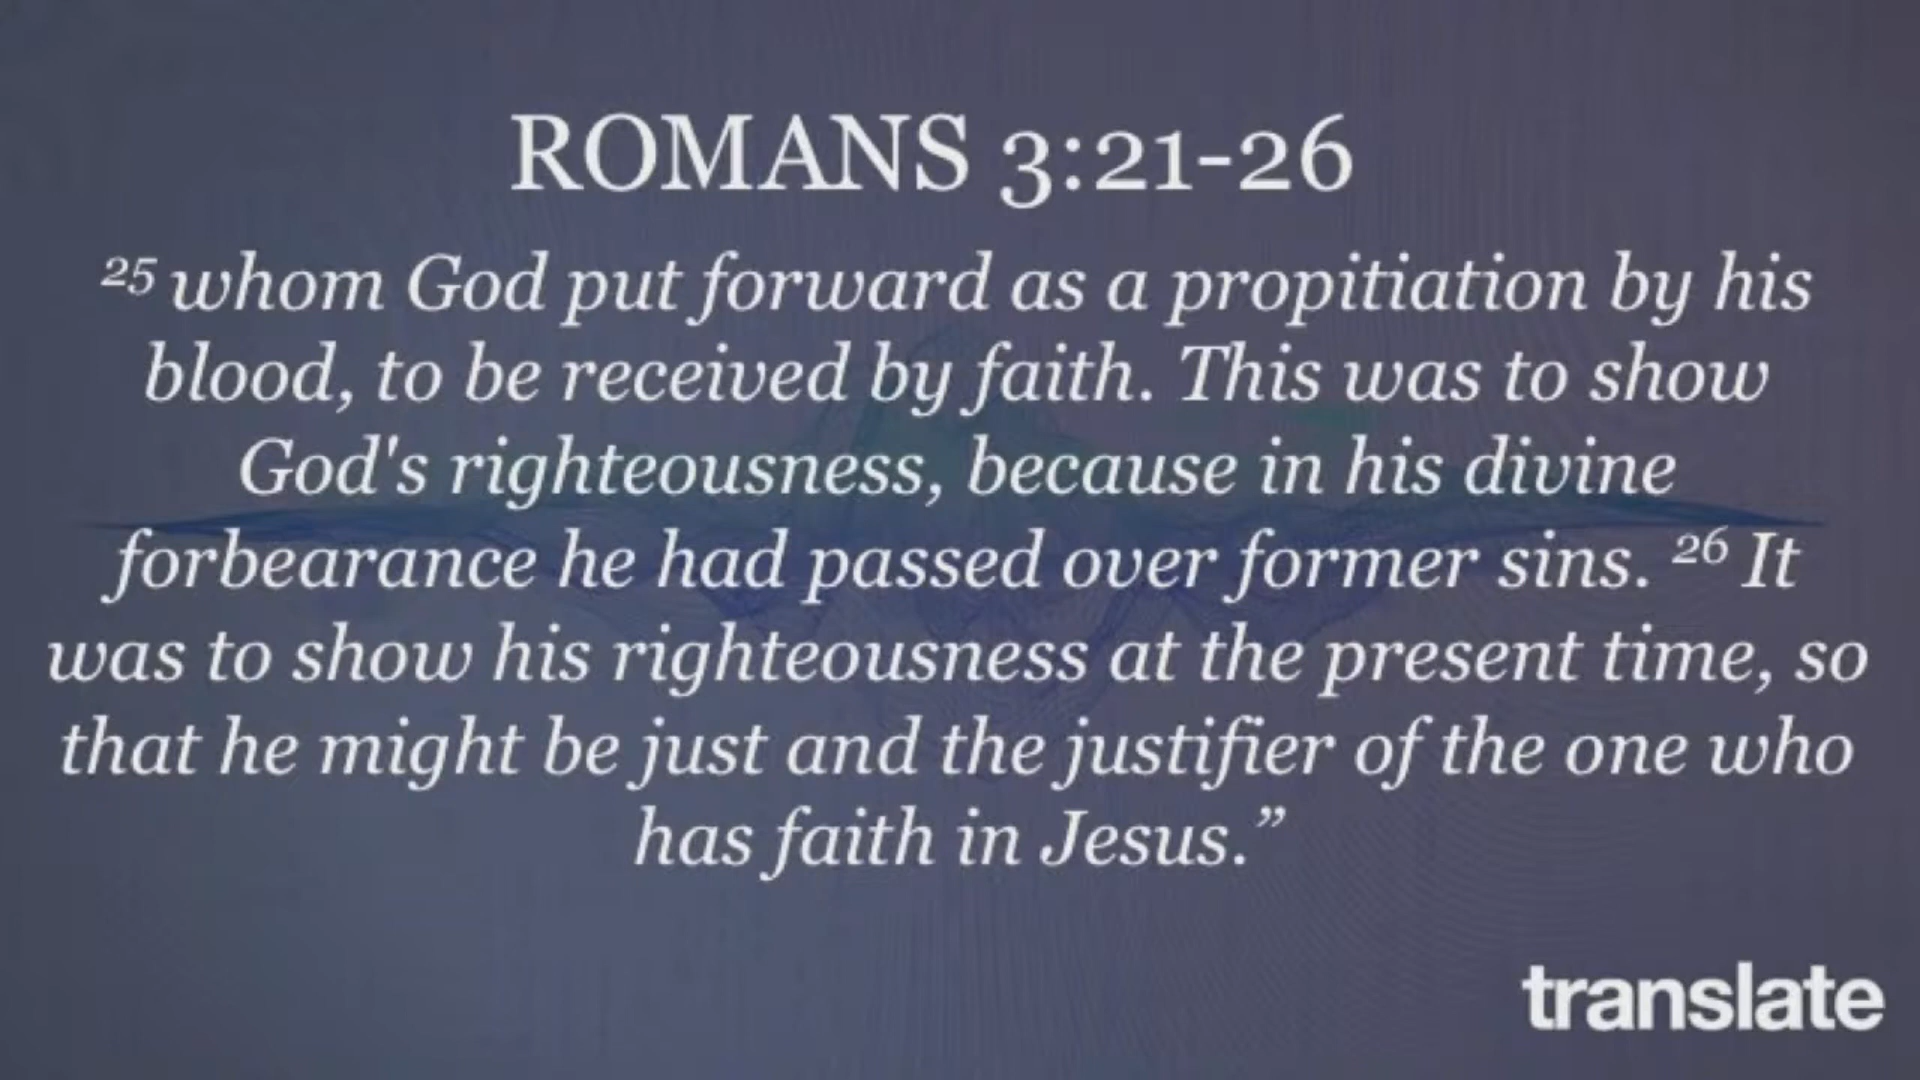 ROMANS 3:21-26
25 whom God put forward as a propitiation by his
blood, to be received by faith. This was to show
God's righteousness, because in his divine
forbearance he had passed over former sins. 26 It
was to show his righteousness at the present time, so
that he might be just and the justifier of the one who
has faith in Jesus.”
translate